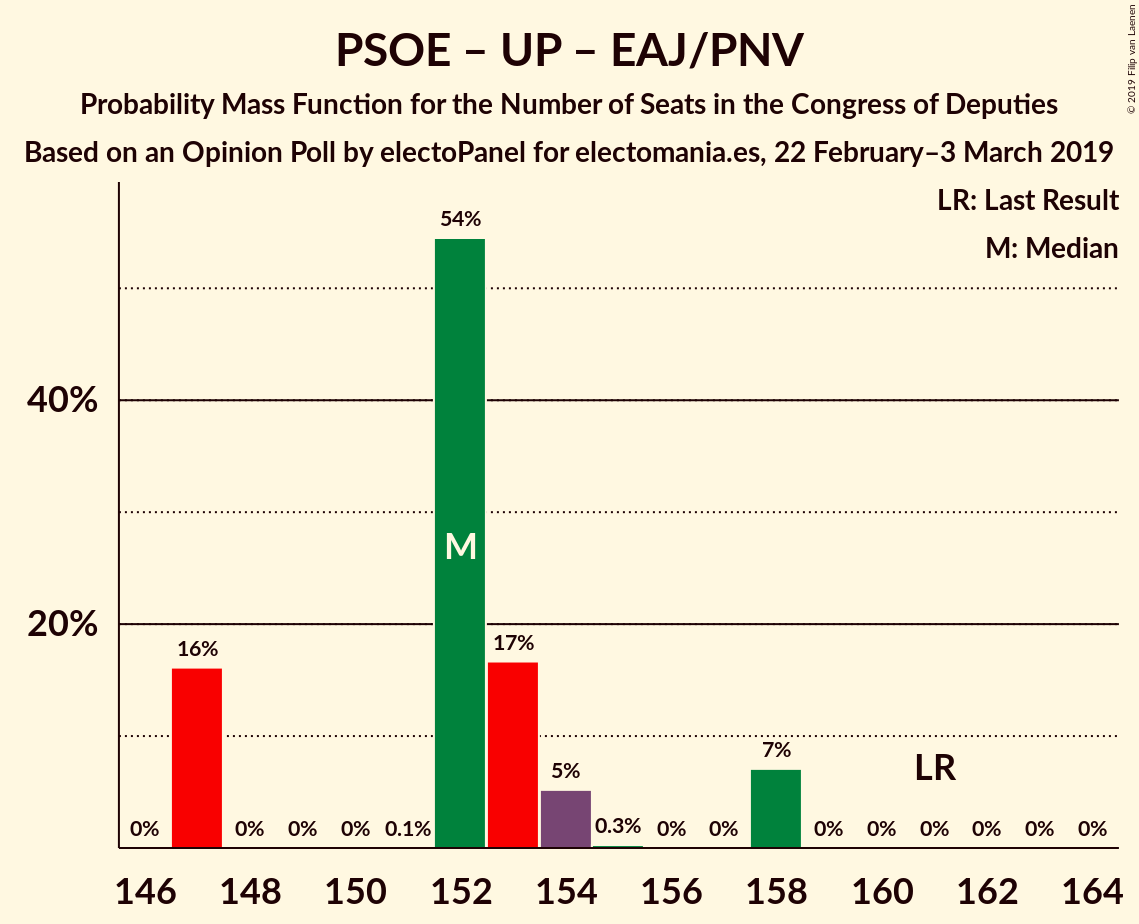 PSOE – UP – EAJ/PNV
Probability Mass Function for the Number of Seats in the Congress of Deputies
Based on an Opinion Poll by electoPanel for electomania.es, 22 February–3 March 2019
© 2019 Filip van Laenen
LR: Last Result
M: Median
40%
20%
0% 16% 0% 0% 0% 0.1% 54% 17% 5% 0.3% 0% 0% 7% 0% 0% 0% 0% 0% 0%
M
LR
146 148 150 152 154 156 158 160 162 164